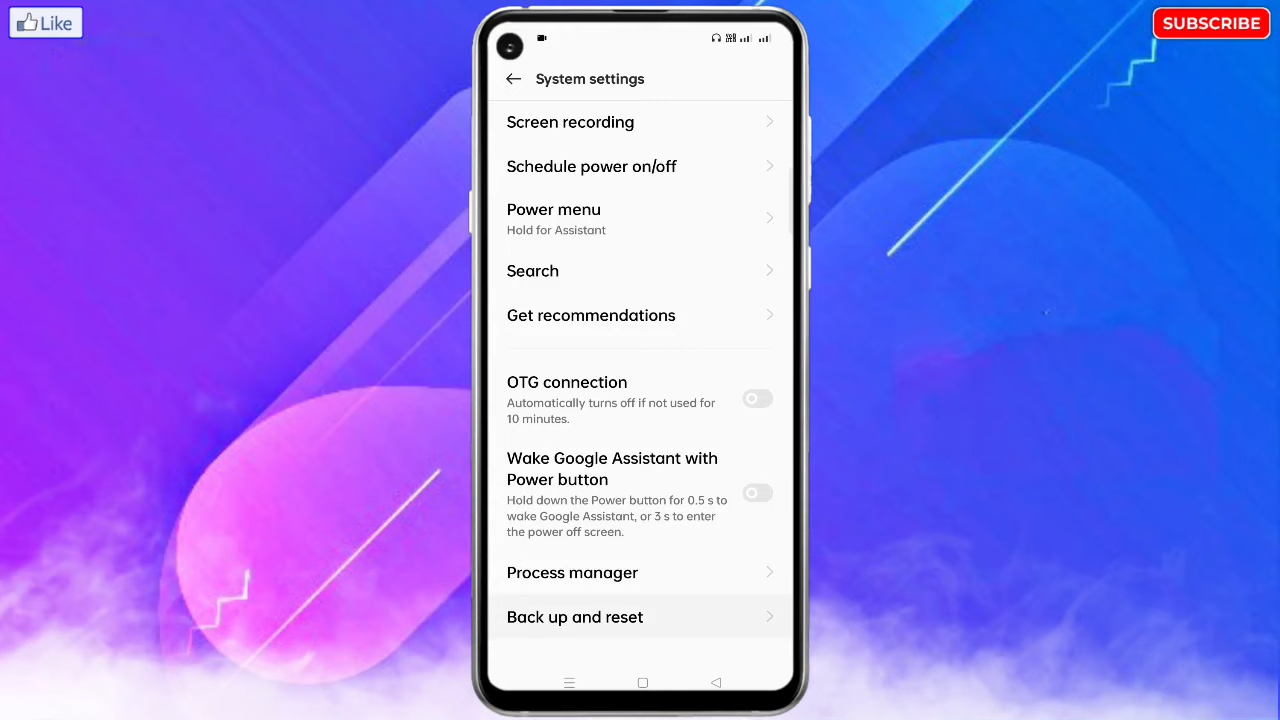 Like
SUBSCRIBE
System settings
Screen recording
Schedule power on/off
Power menu
Hold for Assistant
Search
Get recommendations
OTG connection
Automatically turns off if not used for
10 minutes.
Wake Google Assistant with
Power button
Hold down the Power button for 0.5 s to
wake Google Assistant, or 3 s to enter
the power off screen.
Process manager
Back up and reset